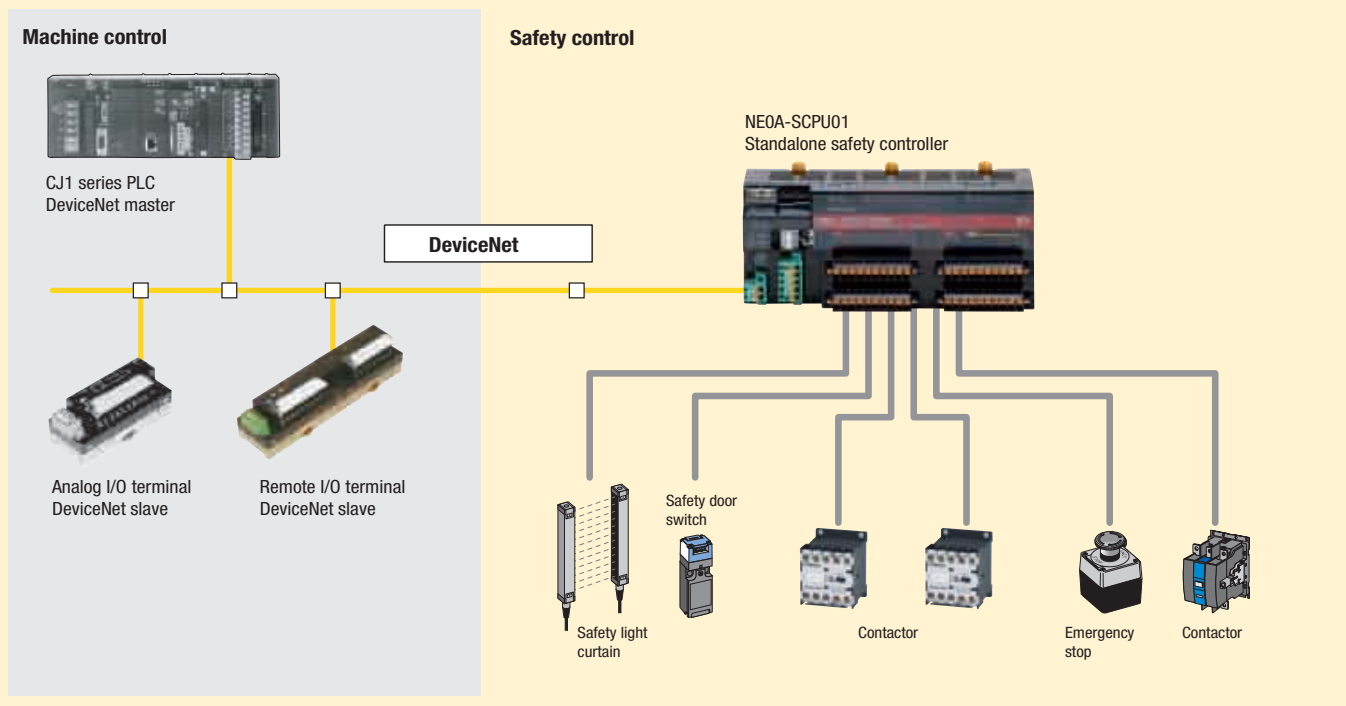 Machine control
Safety control
NE0A-SCPU01
Standalone safety controller
CJ1 series PLC
DeviceNet master
DeviceNet
Analog I/O terminal
DeviceNet slave
Remote I/O terminal
DeviceNet slave
Safety door
switch
Safety light
curtain
Contactor
Emergency
stop
Contactor